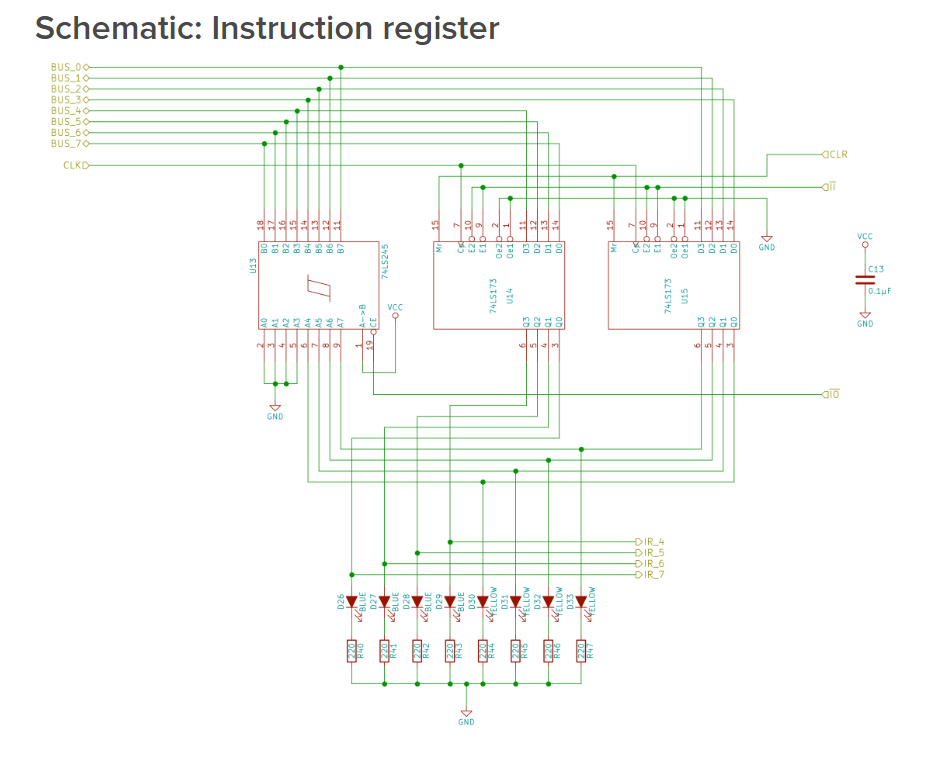 Schematic: Instruction register
BUS_0
BUS_1
BUS_2
BUS_3
BUS_4
BUS_5
BUS_6
BUS_7
CLK
CLR
I̅I̅
18 17 16 15 14 13 12 11
15 7 10 9 2 1 11 12 13 14
15 7 10 9 2 1 11 12 13 14
GND
B0 B1 B2 B3 B4 B5 B6 B7
U13
74LS245
A0 A1 A2 A3 A4 A5 A6 A7 A->B CE
2 3 4 5 6 7 8 9 1 19
VCC
Mr E2 E1 Oe2 Oe1 D3 D2 D1 D0
74LS173
U14
Q3 Q2 Q1 Q0
6 5 4 3
Mr E2 E1 Oe2 Oe1 D3 D2 D1 D0
74LS173
U15
Q3 Q2 Q1 Q0
6 5 4 3
VCC
C13
0.1µF
GND
GND
I̅O̅
IR_4
IR_5
IR_6
IR_7
D26 BLUE
D27 BLUE
D28 BLUE
D29 BLUE
D30 YELLOW
D31 YELLOW
D32 YELLOW
D33 YELLOW
220 R40
220 R41
220 R42
220 R43
220 R44
220 R45
220 R46
220 R47
GND